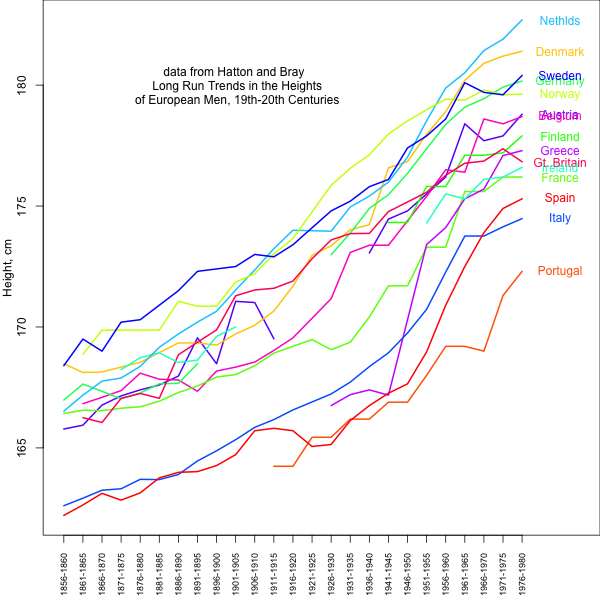 data from Hatton and Bray
Long Run Trends in the Heights
of European Men, 19th-20th Centuries
Height, cm
180
175
170
165
Nethlds
Denmark
Sweden
Germany
Norway
Austria
Belgium
Finland
Greece
Gt. Britain
Ireland
France
Spain
Italy
Portugal
1856-1860
1861-1865
1866-1870
1871-1875
1876-1880
1881-1885
1886-1890
1891-1895
1896-1900
1901-1905
1906-1910
1911-1915
1916-1920
1921-1925
1926-1930
1931-1935
1936-1940
1941-1945
1946-1950
1951-1955
1956-1960
1961-1965
1966-1970
1971-1975
1976-1980